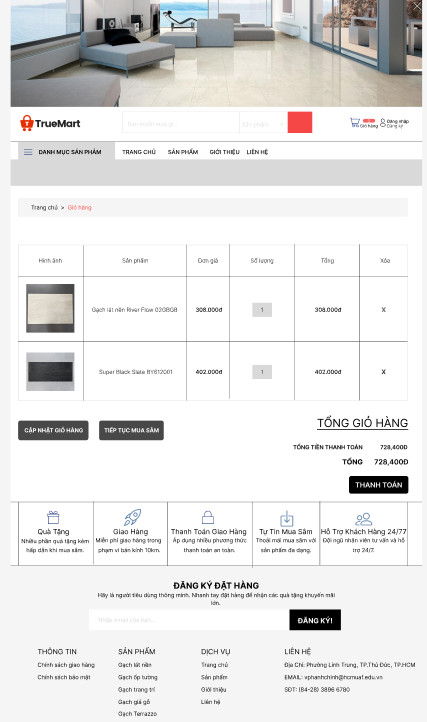 TrueMart
Giỏ hàng
Đăng nhập
Đăng ký
DANH MỤC SẢN PHẨM TRANG CHỦ SẢN PHẨM GIỚI THIỆU LIÊN HỆ
Trang chủ > Giỏ hàng
Hình ảnh Sản phẩm Đơn giá Số lượng Tổng Xóa
Gạch lát nền River Flow 020BGB 308.000đ 1 308.000đ X
Super Black Slate BY612001 402.000đ 1 402.000đ X
CẬP NHẬT GIỎ HÀNG TIẾP TỤC MUA SẮM
TỔNG GIỎ HÀNG
TỔNG TIỀN THANH TOÁN 728,400Đ
TỔNG 728,400Đ
THANH TOÁN
Quà Tặng
Nhiều phần quà tặng kèm
hấp dẫn khi mua sắm.
Giao Hàng
Miễn phí giao hàng trong
phạm vi bán kính 10km.
Thanh Toán Giao Hàng
Áp dụng nhiều phương thức
thanh toán an toàn.
Tự Tin Mua Sắm
Thoải mái mua sắm với
sản phẩm đa dạng.
Hỗ Trợ Khách Hàng 24/77
Đội ngũ nhân viên tư vấn và hỗ
trợ 24/7.
ĐĂNG KÝ ĐẶT HÀNG
Hãy là người tiêu dùng thông minh. Nhanh tay đặt hàng để nhận các quà tặng khuyến mãi
lớn.
Nhập email của bạn...
ĐĂNG KÝ!
THÔNG TIN
Chính sách giao hàng
Chính sách bảo mật
SẢN PHẨM
Gạch lát nền
Gạch ốp tường
Gạch trang trí
Gạch giả gỗ
Gạch Terrazzo
DỊCH VỤ
Trang chủ
Sản phẩm
Giới thiệu
Liên hệ
LIÊN HỆ
Địa Chỉ: Phường Linh Trung, TP.Thủ Đức, TP.HCM
EMAIL: vphanhchinh@hcmuaf.edu.vn
SĐT: (84-28) 3896 6780